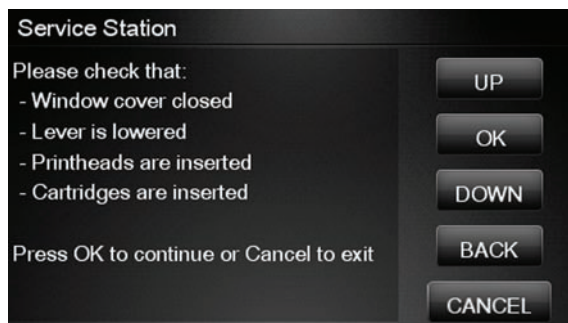 Service Station
Please check that:
- Window cover closed
- Lever is lowered
- Printheads are inserted
- Cartridges are inserted
Press OK to continue or Cancel to exit
UP
OK
DOWN
BACK
CANCEL